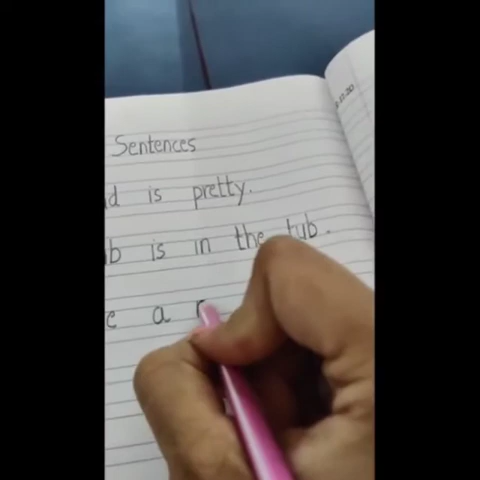 Sentences
d is pretty.
b is in the tub.
e a